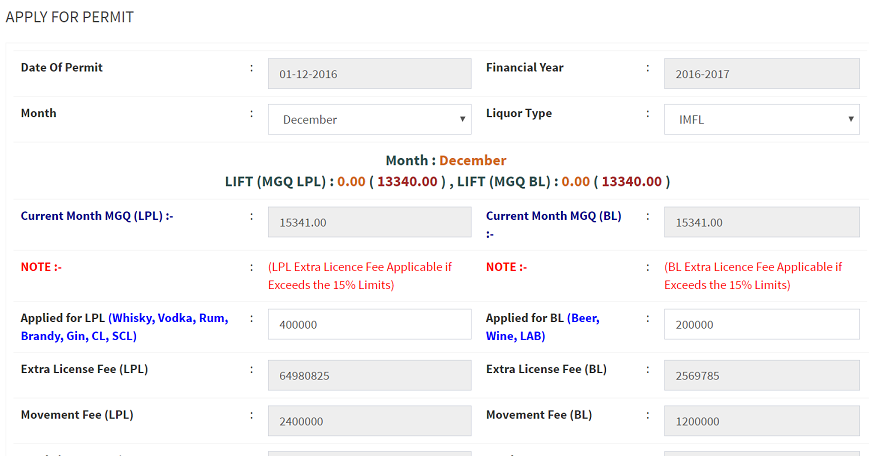 APPLY FOR PERMIT
Date Of Permit : 01-12-2016 Financial Year : 2016-2017
Month : December Liquor Type : IMFL
Month : December
LIFT (MGQ LPL) : 0.00 ( 13340.00 ) , LIFT (MGQ BL) : 0.00 ( 13340.00 )
Current Month MGQ (LPL) :- : 15341.00 Current Month MGQ (BL) : 15341.00
:-
NOTE :- : (LPL Extra Licence Fee Applicable if NOTE :- : (BL Extra Licence Fee Applicable if
Exceeds the 15% Limits) Exceeds the 15% Limits)
Applied for LPL (Whisky, Vodka, Rum, : 400000 Applied for BL (Beer, : 200000
Brandy, Gin, CL, SCL) Wine, LAB)
Extra License Fee (LPL) : 64980825 Extra License Fee (BL) : 2569785
Movement Fee (LPL) : 2400000 Movement Fee (BL) : 1200000